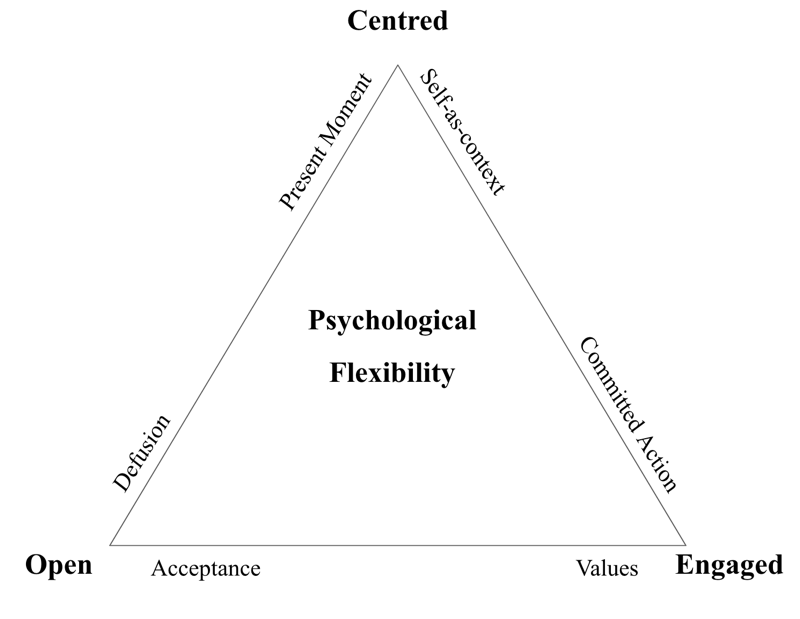 Centred
Present Moment
Self-as-context
Psychological
Flexibility
Committed Action
Defusion
Open
Acceptance
Values
Engaged